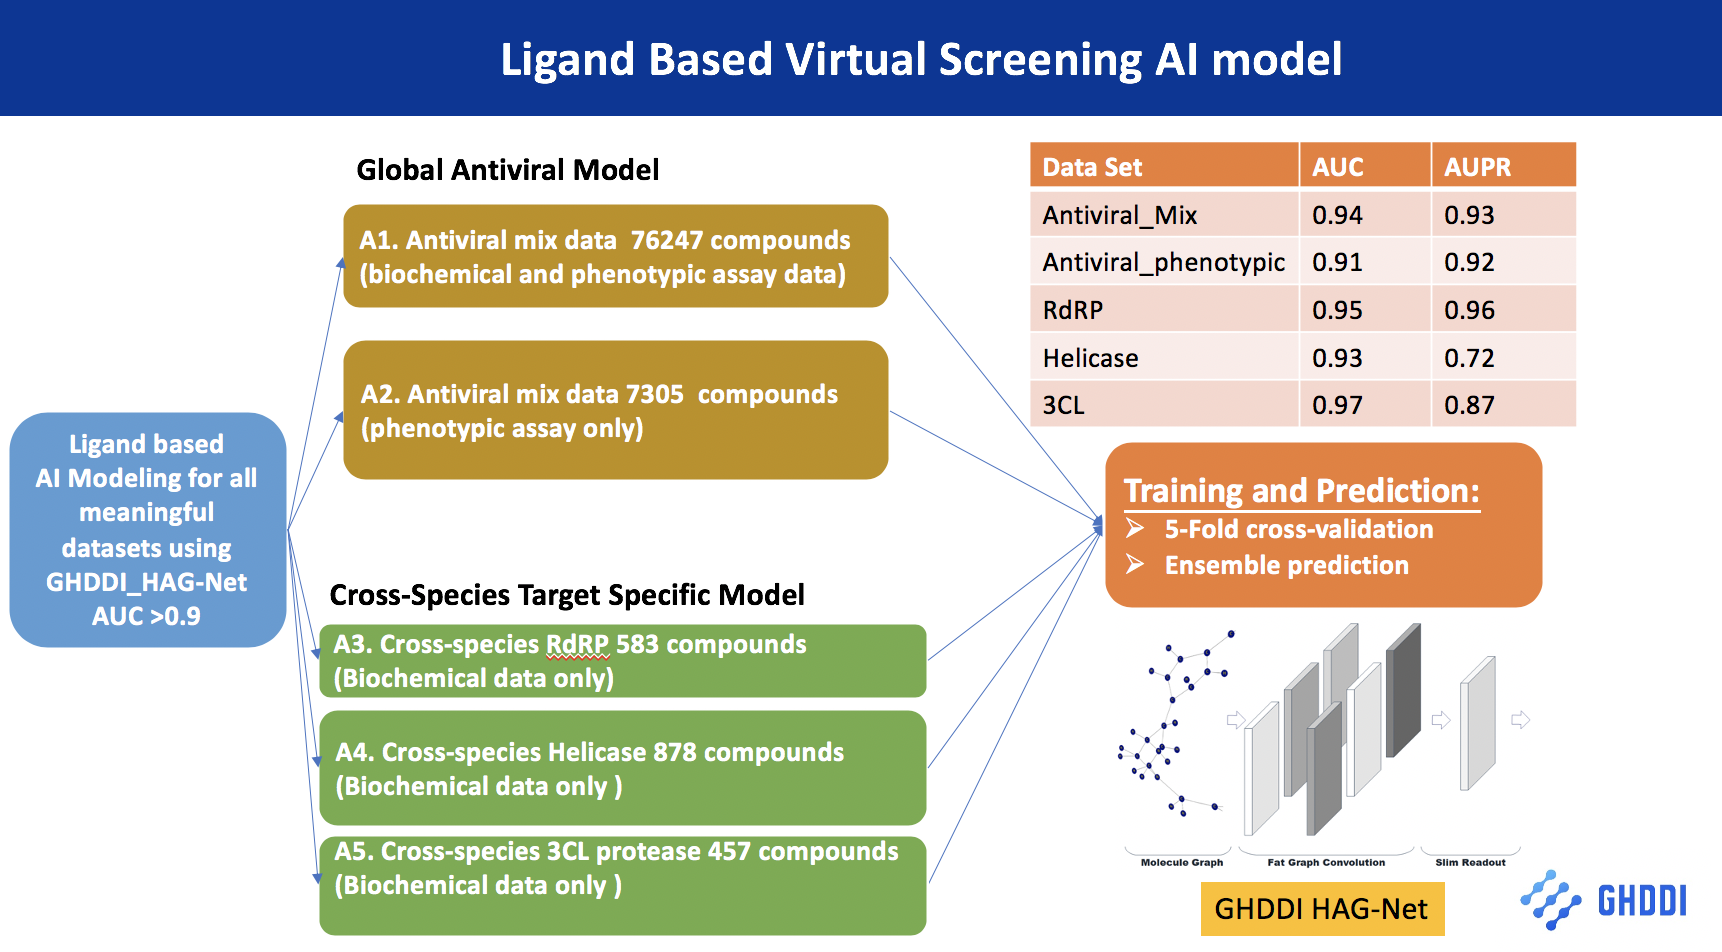 Ligand Based Virtual Screening AI model
Global Antiviral Model
A1. Antiviral mix data  76247 compounds
(biochemical and phenotypic assay data)
A2. Antiviral mix data 7305  compounds
(phenotypic assay only)
Ligand based
AI Modeling for all
meaningful
datasets using
GHDDI_HAG-Net
AUC >0.9
Cross-Species Target Specific Model
A3. Cross-species RdRP 583 compounds
(Biochemical data only)
A4. Cross-species Helicase 878 compounds
(Biochemical data only )
A5. Cross-species 3CL protease 457 compounds
(Biochemical data only )
Data Set AUC AUPR
Antiviral_Mix 0.94 0.93
Antiviral_phenotypic 0.91 0.92
RdRP 0.95 0.96
Helicase 0.93 0.72
3CL 0.97 0.87
Training and Prediction:
➢ 5-Fold cross-validation
➢ Ensemble prediction
Molecule Graph Fat Graph Convolution Slim Readout
GHDDI HAG-Net
GHDDI